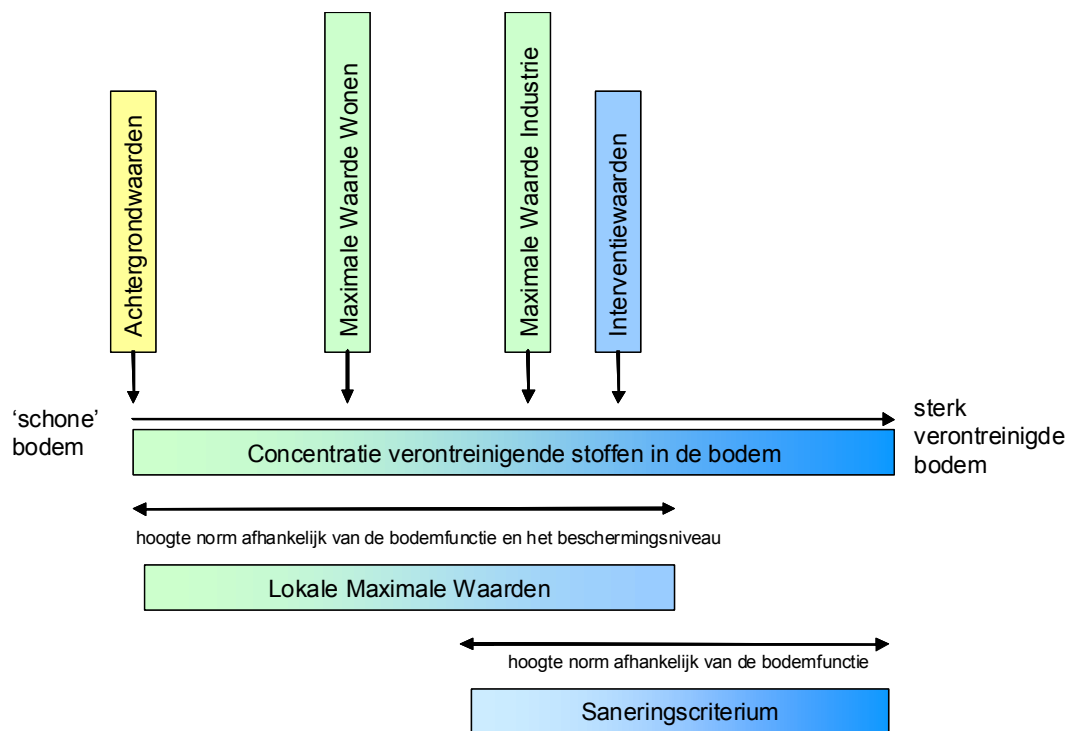 Achtergrondwaarden
Maximale Waarde Wonen
Maximale Waarde Industrie
Interventiewaarden
‘schone’
bodem
sterk
verontreinigde
bodem
Concentratie verontreinigende stoffen in de bodem
hoogte norm afhankelijk van de bodemfunctie en het beschermingsniveau
Lokale Maximale Waarden
hoogte norm afhankelijk van de bodemfunctie
Saneringscriterium